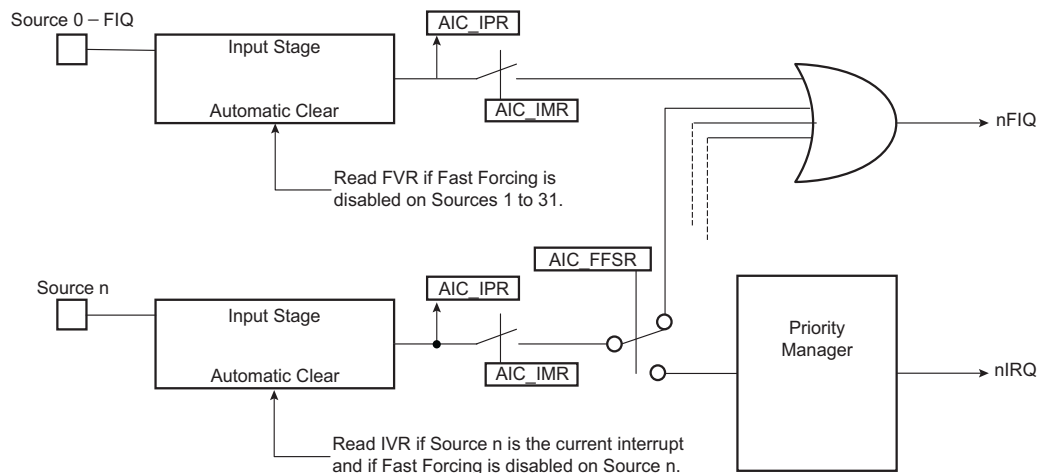 Source 0 – FIQ
AIC_IPR
Input Stage
Automatic Clear
AIC_IMR
nFIQ
Read FVR if Fast Forcing is
disabled on Sources 1 to 31.
AIC_FFSR
Source n
AIC_IPR
Input Stage
Priority
Manager
Automatic Clear
AIC_IMR
nIRQ
Read IVR if Source n is the current interrupt
and if Fast Forcing is disabled on Source n.